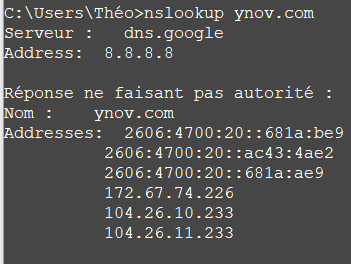 C:\Users\Théo>nslookup ynov.com
Serveur :   dns.google
Address:  8.8.8.8

Réponse ne faisant pas autorité :
Nom :    ynov.com
Addresses:  2606:4700:20::681a:be9
          2606:4700:20::ac43:4ae2
          2606:4700:20::681a:ae9
          172.67.74.226
          104.26.10.233
          104.26.11.233